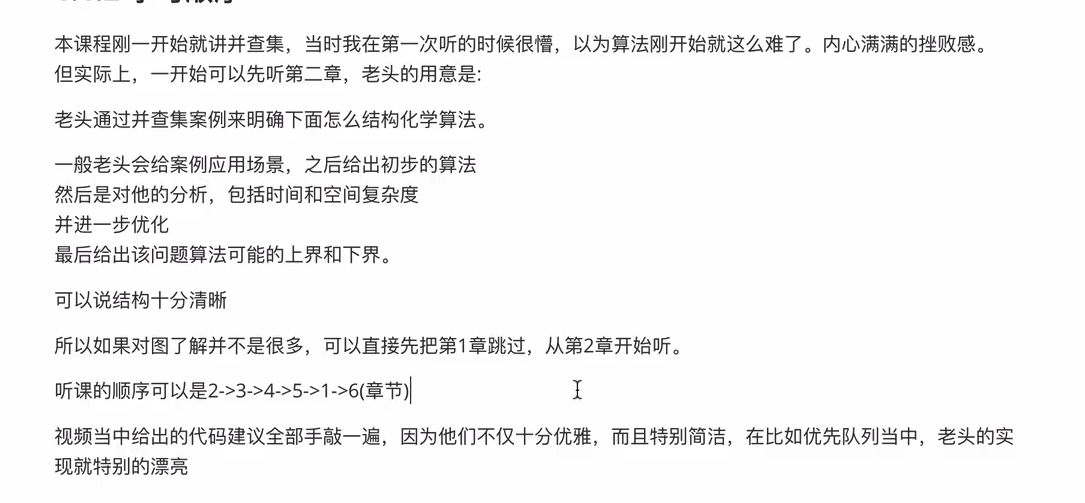 本课程刚一开始就讲并查集，当时我在第一次听的时候很懵，以为算法刚开始就这么难了。内心满满的挫败感。
但实际上，一开始可以先听第二章，老头的用意是:
老头通过并查集案例来明确下面怎么结构化学算法。
一般老头会给案例应用场景，之后给出初步的算法
然后是对他的分析，包括时间和空间复杂度
并进一步优化
最后给出该问题算法可能的上界和下界。
可以说结构十分清晰
所以如果对图了解并不是很多，可以直接先把第1章跳过，从第2章开始听。
听课的顺序可以是2->3->4->5->1->6(章节)
视频当中给出的代码建议全部手敲一遍，因为他们不仅十分优雅，而且特别简洁，在比如优先队列当中，老头的实
现就特别的漂亮